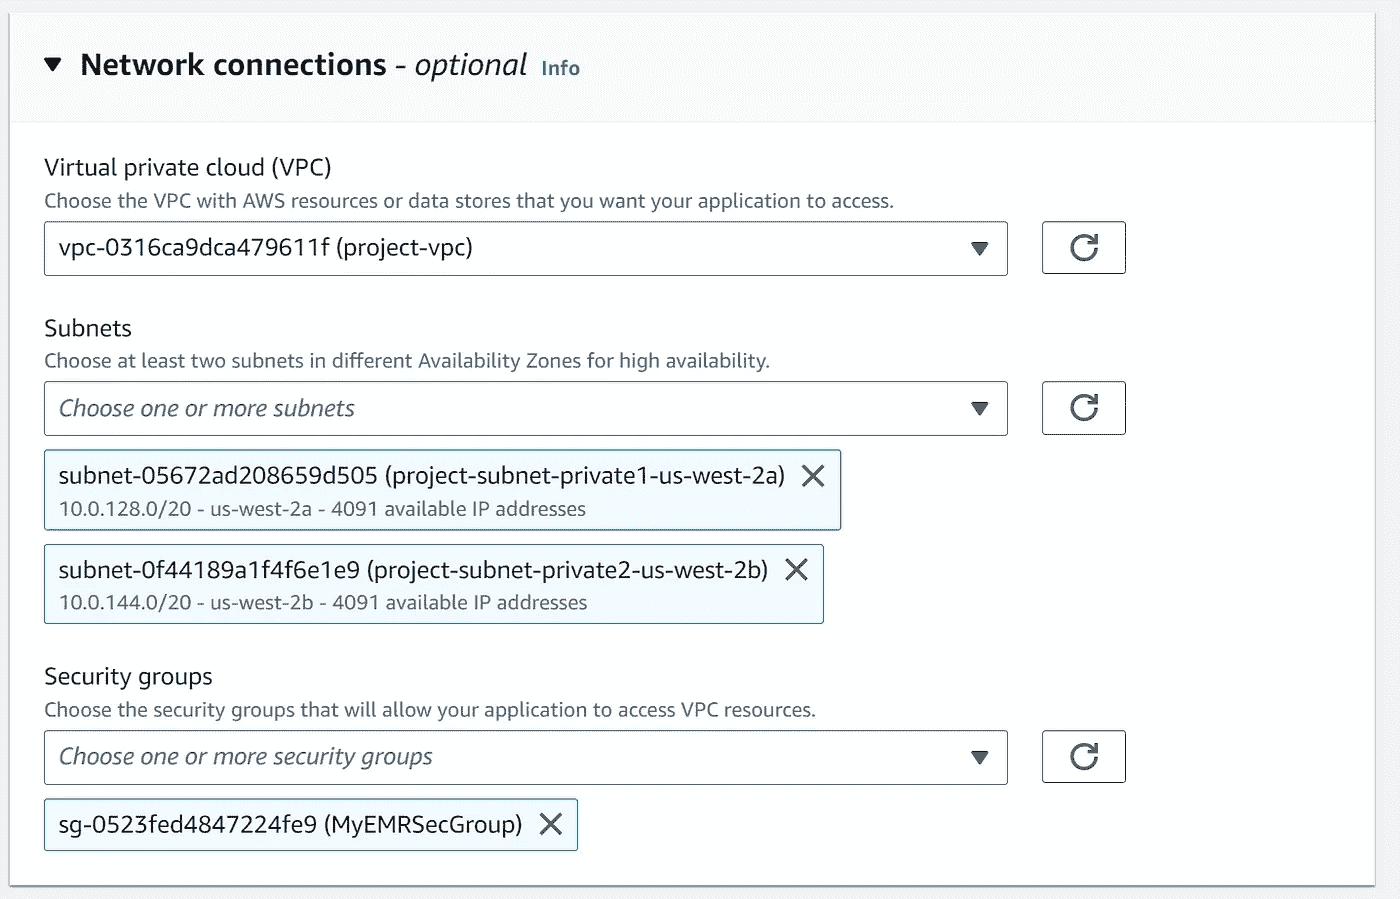 Network connections - optional Info
Virtual private cloud (VPC)
Choose the VPC with AWS resources or data stores that you want your application to access.
vpc-0316ca9dca479611f (project-vpc)
Subnets
Choose at least two subnets in different Availability Zones for high availability.
Choose one or more subnets
subnet-05672ad208659d505 (project-subnet-private1-us-west-2a)
10.0.128.0/20 - us-west-2a - 4091 available IP addresses
subnet-0f44189a1f4f6e1e9 (project-subnet-private2-us-west-2b)
10.0.144.0/20 - us-west-2b - 4091 available IP addresses
Security groups
Choose the security groups that will allow your application to access VPC resources.
Choose one or more security groups
sg-0523fed4847224fe9 (MyEMRSecGroup)